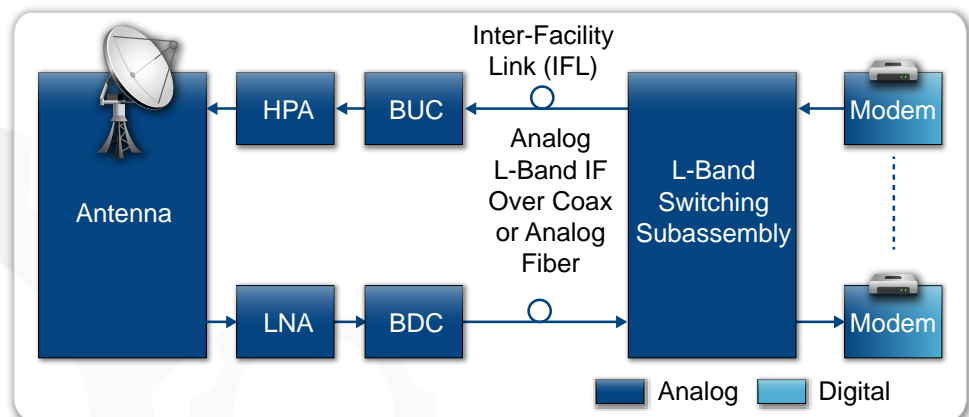 Inter-Facility
Link (IFL)
HPA
BUC
Modem
Antenna
Analog
L-Band IF
Over Coax
or Analog
Fiber
L-Band
Switching
Subassembly
LNA
BDC
Modem
Analog
Digital